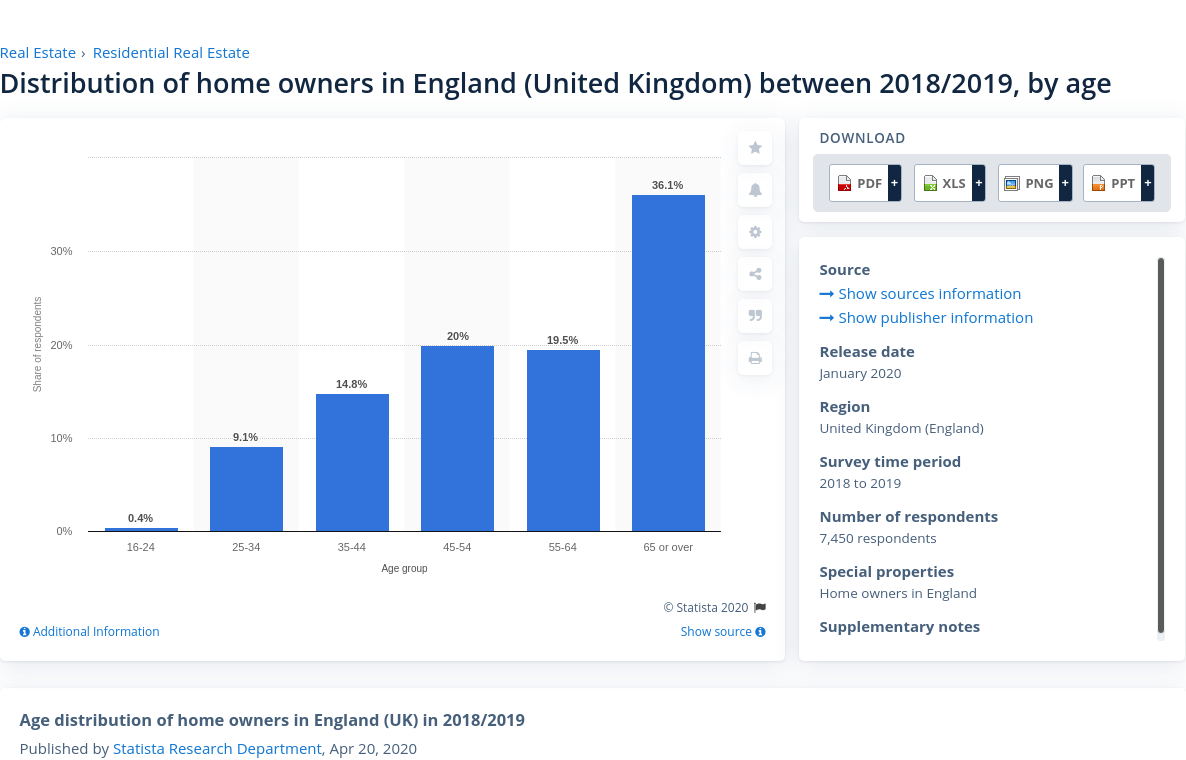 Real Estate › Residential Real Estate
Distribution of home owners in England (United Kingdom) between 2018/2019, by age
Share of respondents
30%
20%
10%
0%
0.4%
9.1%
14.8%
20%
19.5%
36.1%
16-24 25-34 35-44 45-54 55-64 65 or over
Age group
© Statista 2020
Additional Information
Show source
DOWNLOAD
PDF + XLS + PNG + PPT +
Source
Show sources information
Show publisher information
Release date
January 2020
Region
United Kingdom (England)
Survey time period
2018 to 2019
Number of respondents
7,450 respondents
Special properties
Home owners in England
Supplementary notes
Age distribution of home owners in England (UK) in 2018/2019
Published by Statista Research Department, Apr 20, 2020